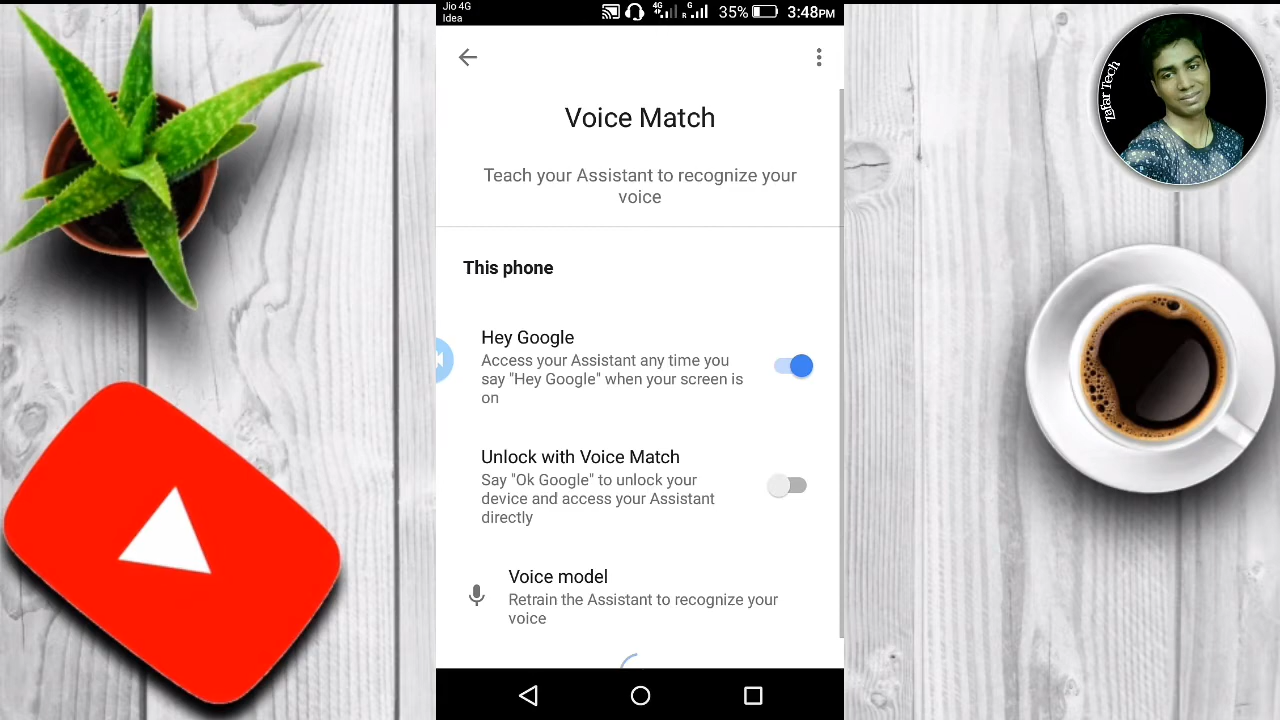 Jio 4G
Idea
4G
G
R
35%
3:48PM
Zafar Tech
Voice Match
Teach your Assistant to recognize your
voice
This phone
Hey Google
Access your Assistant any time you
say "Hey Google" when your screen is
on
Unlock with Voice Match
Say "Ok Google" to unlock your
device and access your Assistant
directly
Voice model
Retrain the Assistant to recognize your
voice